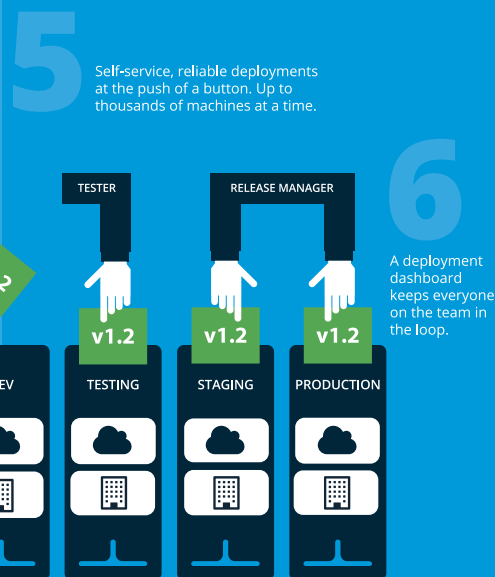 5
Self-service, reliable deployments
at the push of a button. Up to
thousands of machines at a time.
6
A deployment
dashboard
keeps everyone
on the team in
the loop.
TESTER
RELEASE MANAGER
2
v1.2
v1.2
v1.2
EV
TESTING
STAGING
PRODUCTION